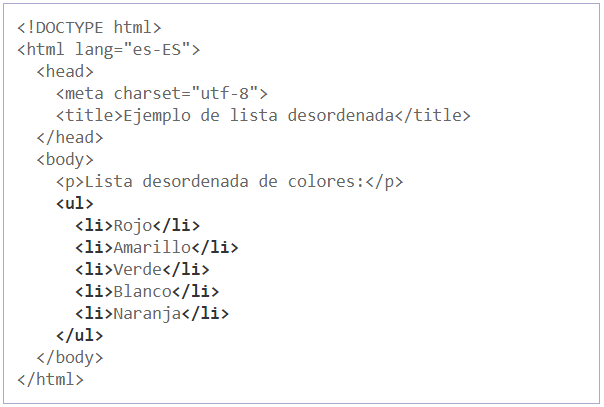 <!DOCTYPE html>
<html lang="es-ES">
  <head>
    <meta charset="utf-8">
    <title>Ejemplo de lista desordenada</title>
  </head>
  <body>
    <p>Lista desordenada de colores:</p>
    <ul>
      <li>Rojo</li>
      <li>Amarillo</li>
      <li>Verde</li>
      <li>Blanco</li>
      <li>Naranja</li>
    </ul>
  </body>
</html>